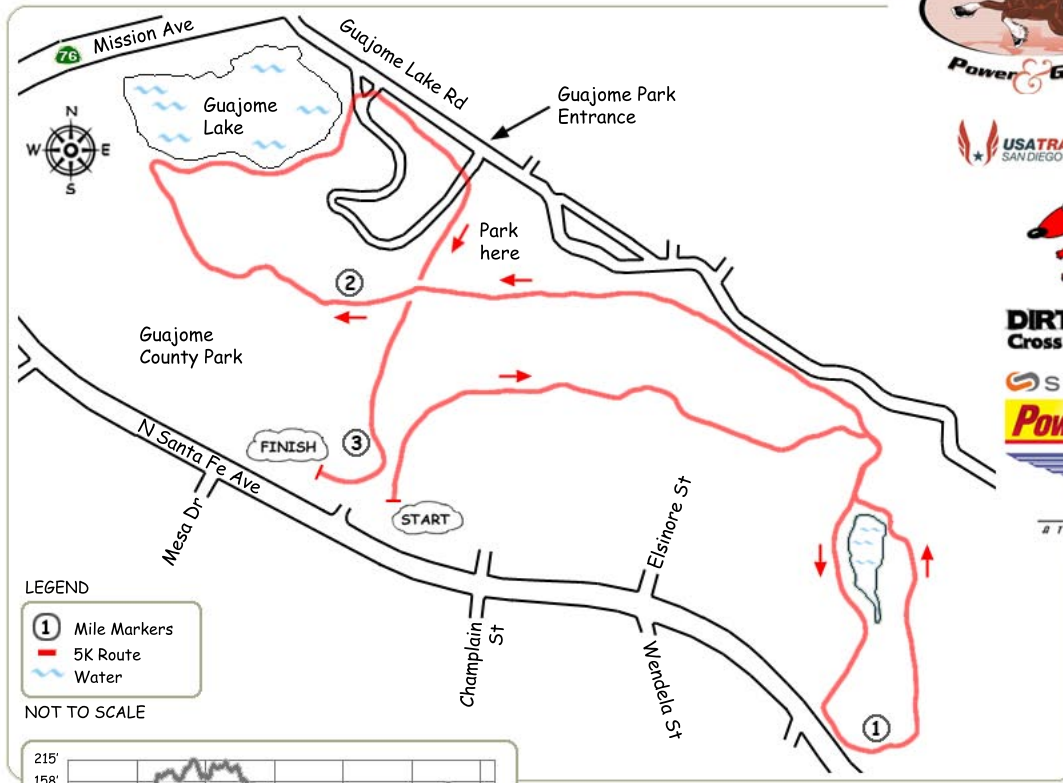 76
Mission Ave
Guajome Lake Rd
Guajome
Lake
N
W
E
S
Guajome Park
Entrance
Park
here
2
Guajome
County Park
N Santa Fe Ave
FINISH
3
START
Mesa Dr
Elsinore St
Champlain
St
Wendela St
1
LEGEND
1 Mile Markers
5K Route
Water
NOT TO SCALE
215'
158'
Power &
SAN DIEGO
DIRT
Cross